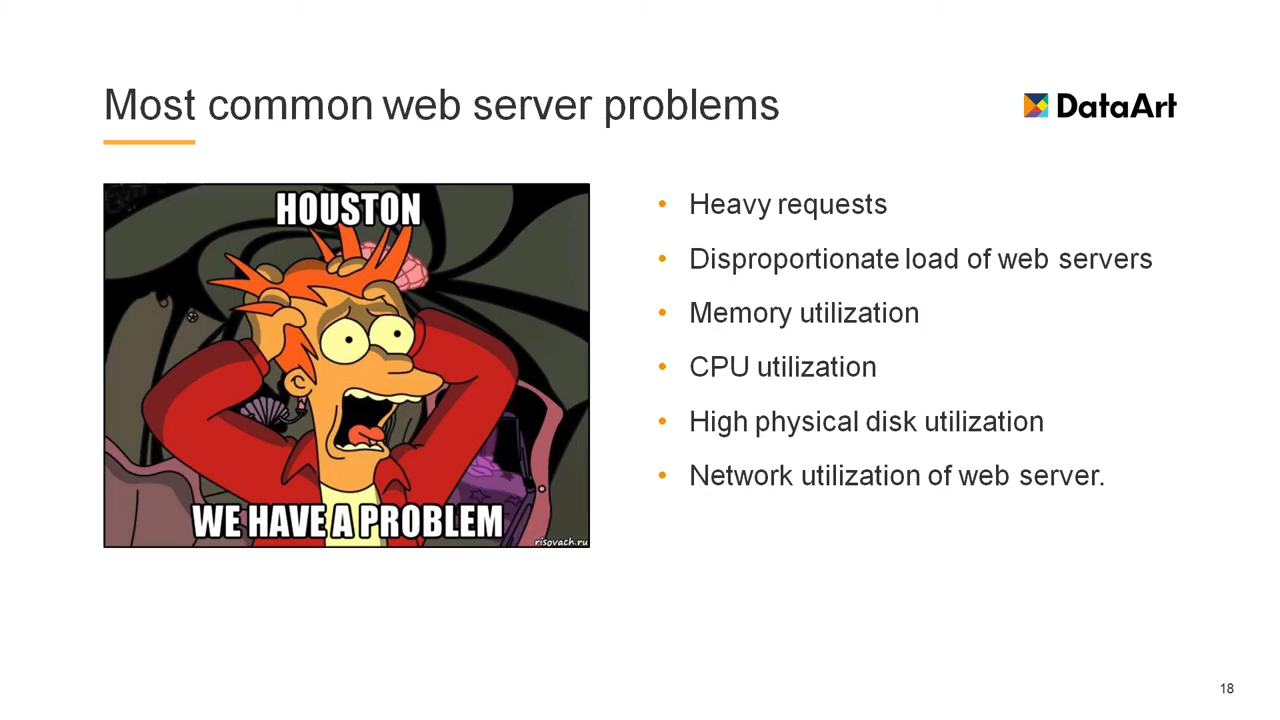 Most common web server problems
DataArt
HOUSTON
WE HAVE A PROBLEM
risovach.ru
• Heavy requests
• Disproportionate load of web servers
• Memory utilization
• CPU utilization
• High physical disk utilization
• Network utilization of web server.
18